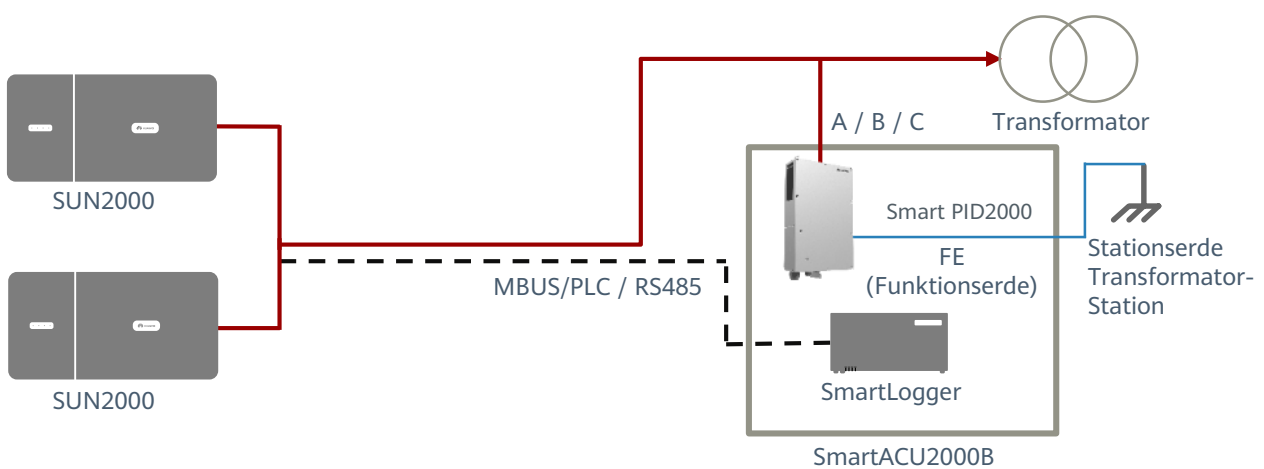 A / B / C
Transformator
SUN2000
Smart PID2000
FE
(Funktionserde)
Stationserde
Transformator-
Station
MBUS/PLC / RS485
SmartLogger
SUN2000
SmartACU2000B